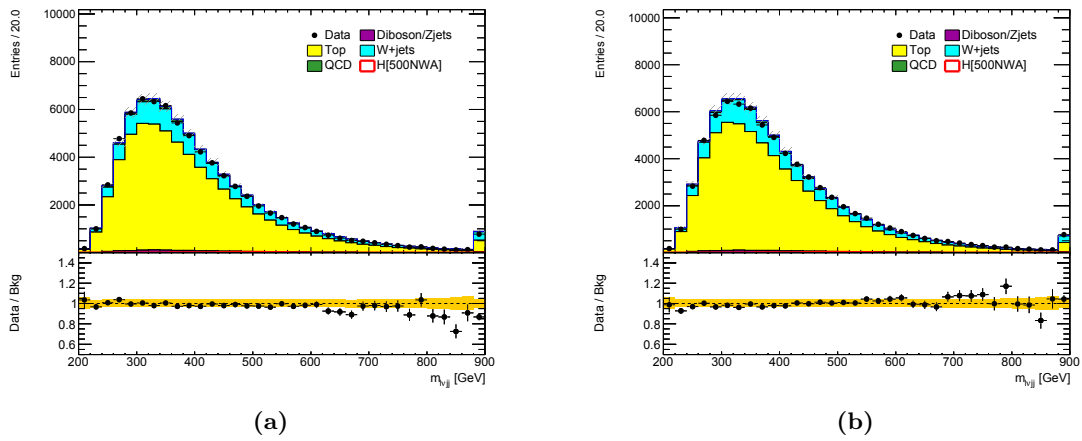 Entries / 20.0
10000
8000
6000
4000
2000
0
Data
Diboson/Zjets
Top
W+jets
QCD
H[500NWA]
Data / Bkg
1.4
1.2
1
0.8
0.6
200 300 400 500 600 700 800 900
m_lνjj [GeV]
(a)
Entries / 20.0
10000
8000
6000
4000
2000
0
Data
Diboson/Zjets
Top
W+jets
QCD
H[500NWA]
Data / Bkg
1.4
1.2
1
0.8
0.6
200 300 400 500 600 700 800 900
m_lνjj [GeV]
(b)